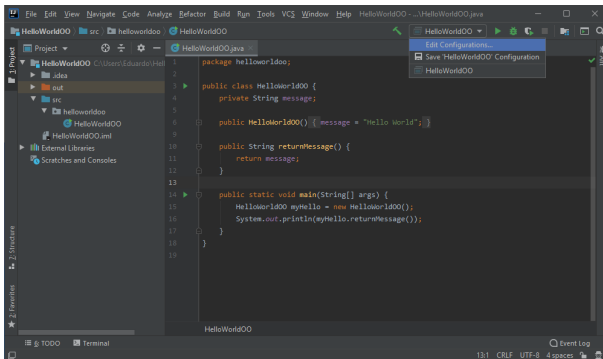 File Edit View Navigate Code Analyze Refactor Build Run Tools VCS Window Help HelloWorldOO - ...\HelloWorldOO.java
HelloWorldOO src helloworldoo HelloWorldOO HelloWorldOO
Edit Configurations...
Save 'HelloWorldOO' Configuration
HelloWorldOO
1: Project
2: Structure
2: Favorites
Project
HelloWorldOO C:\Users\Eduardo\Hell
.idea
out
src
helloworldoo
HelloWorldOO
HelloWorldOO.iml
External Libraries
Scratches and Consoles
HelloWorldOO.java
1 package helloworldoo;
2
3 public class HelloWorldOO {
4 private String message;
5
6 public HelloWorldOO() { message = "Hello World"; }
9
10 public String returnMessage() {
11 return message;
12 }
13
14 public static void main(String[] args) {
15 HelloWorldOO myHello = new HelloWorldOO();
16 System.out.println(myHello.returnMessage());
17 }
18 }
19
HelloWorldOO
6: TODO Terminal Event Log
13:1 CRLF UTF-8 4 spaces